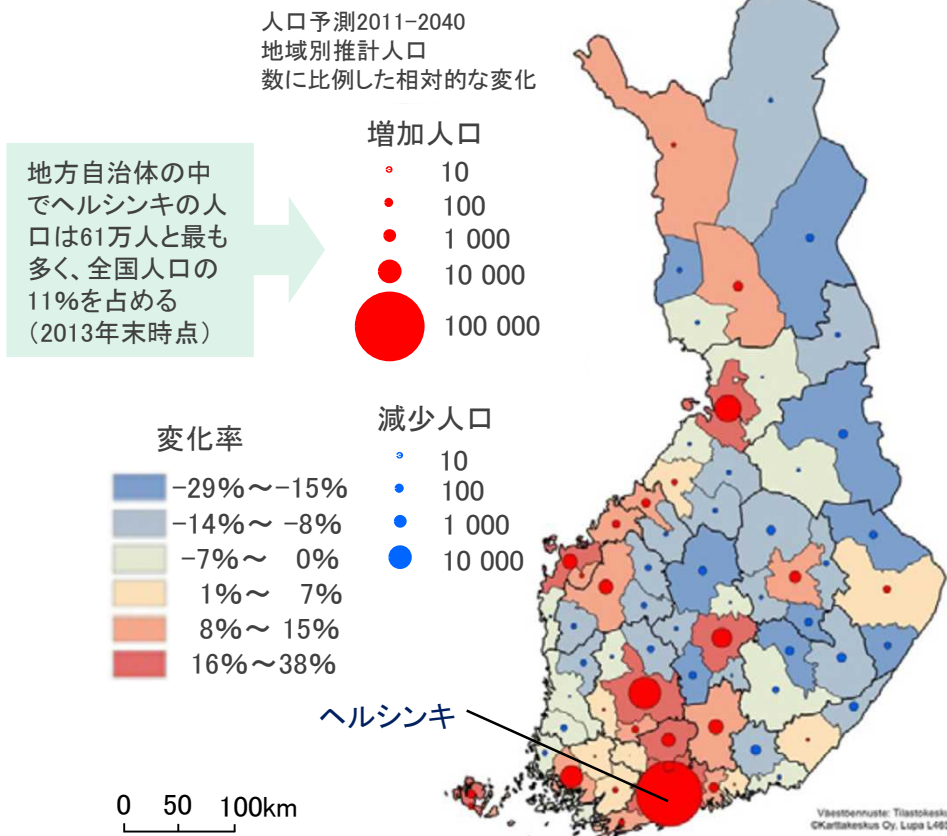 人口予測2011-2040
地域別推計人口
数に比例した相対的な変化
地方自治体の中
でヘルシンキの人
口は61万人と最も
多く、全国人口の
11%を占める
(2013年末時点)
増加人口
10
100
1 000
10 000
100 000
減少人口
10
100
1 000
10 000
変化率
-29%～-15%
-14%～ -8%
-7%～ 0%
1%～ 7%
8%～ 15%
16%～38%
ヘルシンキ
0 50 100km
Väestöennuste: Tilastokesku
©Karttakeskus Oy, Lupa L465